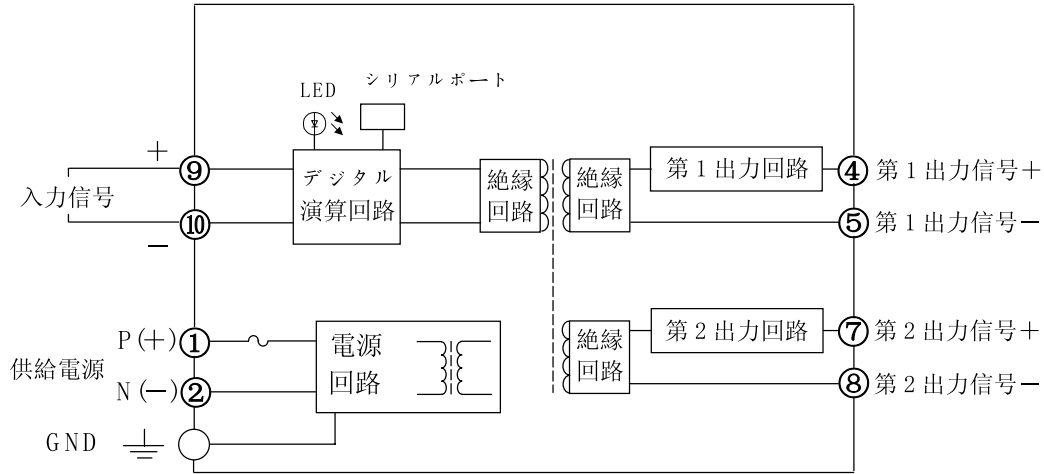 シリアルポート
LED
+
⑨
入力信号
⑩
−
デジタル
演算回路
絶縁
回路
絶縁
回路
第1出力回路
④ 第1出力信号+
⑤ 第1出力信号−
P(+) ①
供給電源
N(−) ②
GND
電源
回路
絶縁
回路
第2出力回路
⑦ 第2出力信号+
⑧ 第2出力信号−